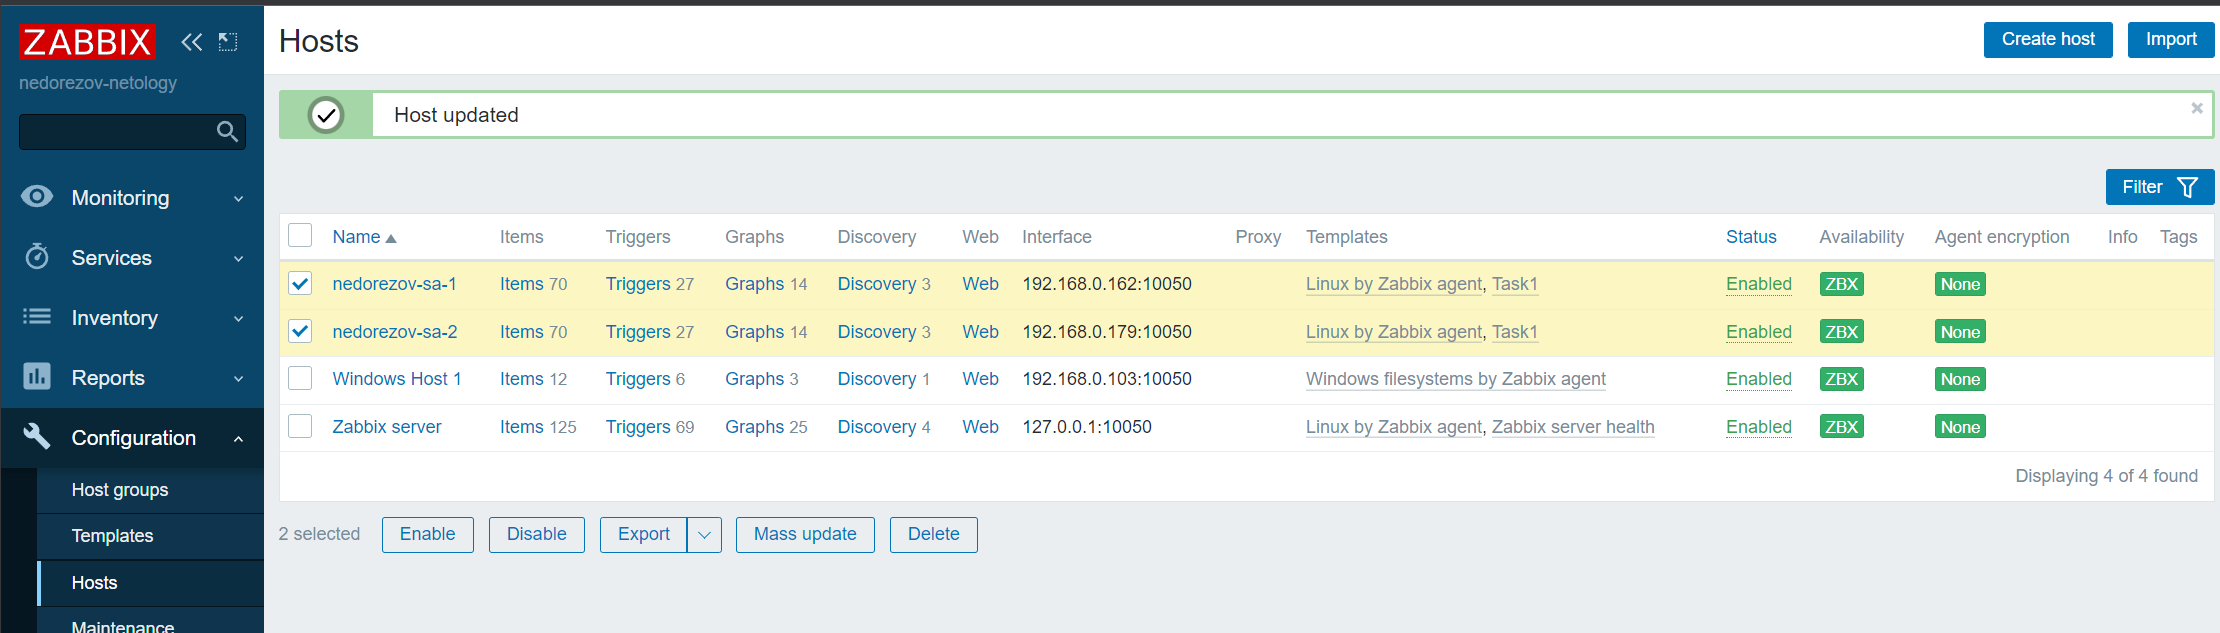 ZABBIX
nedorezov-netology
Monitoring
Services
Inventory
Reports
Configuration
Host groups
Templates
Hosts
Maintenance
Hosts
Create host Import
Host updated
Filter
Name Items Triggers Graphs Discovery Web Interface Proxy Templates Status Availability Agent encryption Info Tags
nedorezov-sa-1 Items 70 Triggers 27 Graphs 14 Discovery 3 Web 192.168.0.162:10050 Linux by Zabbix agent, Task1 Enabled ZBX None
nedorezov-sa-2 Items 70 Triggers 27 Graphs 14 Discovery 3 Web 192.168.0.179:10050 Linux by Zabbix agent, Task1 Enabled ZBX None
Windows Host 1 Items 12 Triggers 6 Graphs 3 Discovery 1 Web 192.168.0.103:10050 Windows filesystems by Zabbix agent Enabled ZBX None
Zabbix server Items 125 Triggers 69 Graphs 25 Discovery 4 Web 127.0.0.1:10050 Linux by Zabbix agent, Zabbix server health Enabled ZBX None
Displaying 4 of 4 found
2 selected Enable Disable Export Mass update Delete